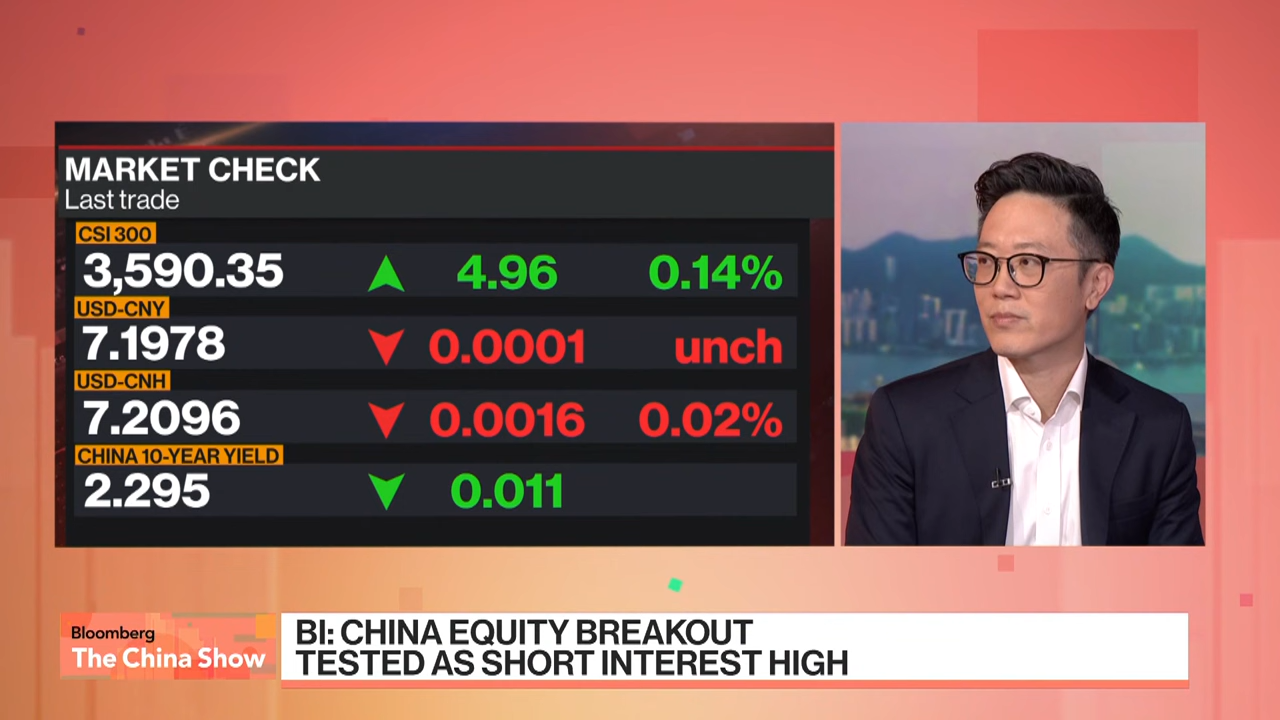 MARKET CHECK
Last trade
CSI 300
3,590.35 4.96 0.14%
USD-CNY
7.1978 0.0001 unch
USD-CNH
7.2096 0.0016 0.02%
CHINA 10-YEAR YIELD
2.295 0.011
Bloomberg
The China Show
BI: CHINA EQUITY BREAKOUT
TESTED AS SHORT INTEREST HIGH